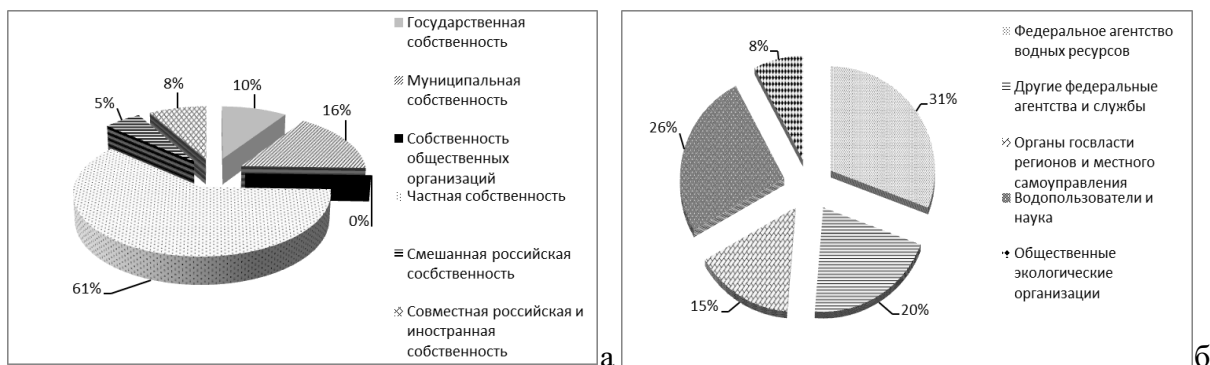 10%
16%
0%
61%
5%
8%
Государственная
собственность
Муниципальная
собственность
Собственность
общественных
организаций
Частная собственность
Смешанная российская
сосбственность
Совместная российская и
иностранная
собственность
а
31%
20%
15%
26%
8%
Федеральное агентство
водных ресурсов
Другие федеральные
агентства и службы
Органы госвласти
регионов и местного
самоуправления
Водопользователи и
наука
Общественные
экологические
организации
б